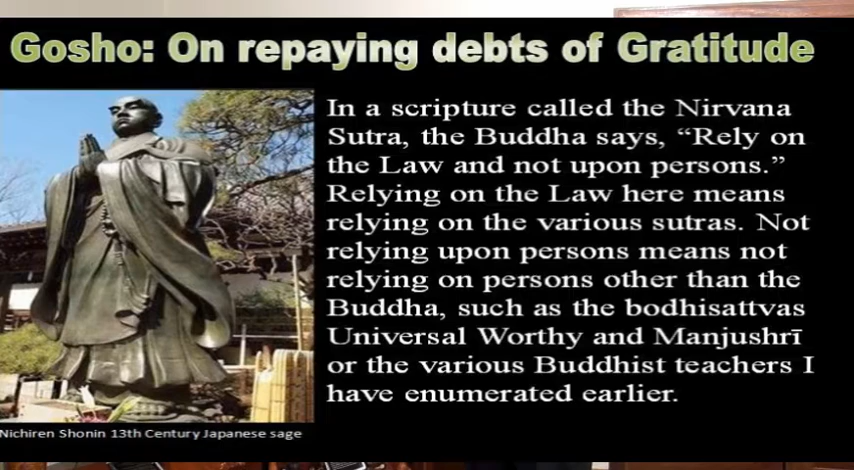 Gosho: On repaying debts of Gratitude
In a scripture called the Nirvana
Sutra, the Buddha says, “Rely on
the Law and not upon persons.”
Relying on the Law here means
relying on the various sutras. Not
relying upon persons means not
relying on persons other than the
Buddha, such as the bodhisattvas
Universal Worthy and Manjushrī
or the various Buddhist teachers I
have enumerated earlier.
Nichiren Shonin 13th Century Japanese sage